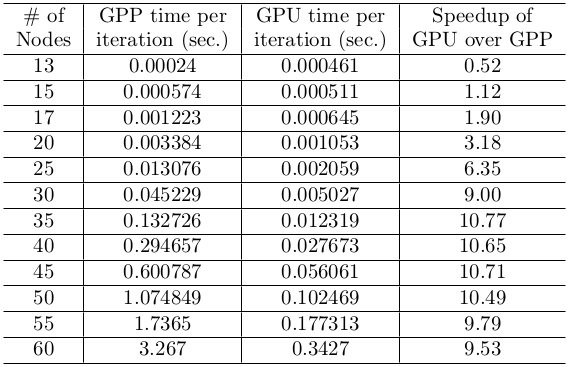 # of GPP time per GPU time per Speedup of
Nodes iteration (sec.) iteration (sec.) GPU over GPP
13 0.00024 0.000461 0.52
15 0.000574 0.000511 1.12
17 0.001223 0.000645 1.90
20 0.003384 0.001053 3.18
25 0.013076 0.002059 6.35
30 0.045229 0.005027 9.00
35 0.132726 0.012319 10.77
40 0.294657 0.027673 10.65
45 0.600787 0.056061 10.71
50 1.074849 0.102469 10.49
55 1.7365 0.177313 9.79
60 3.267 0.3427 9.53